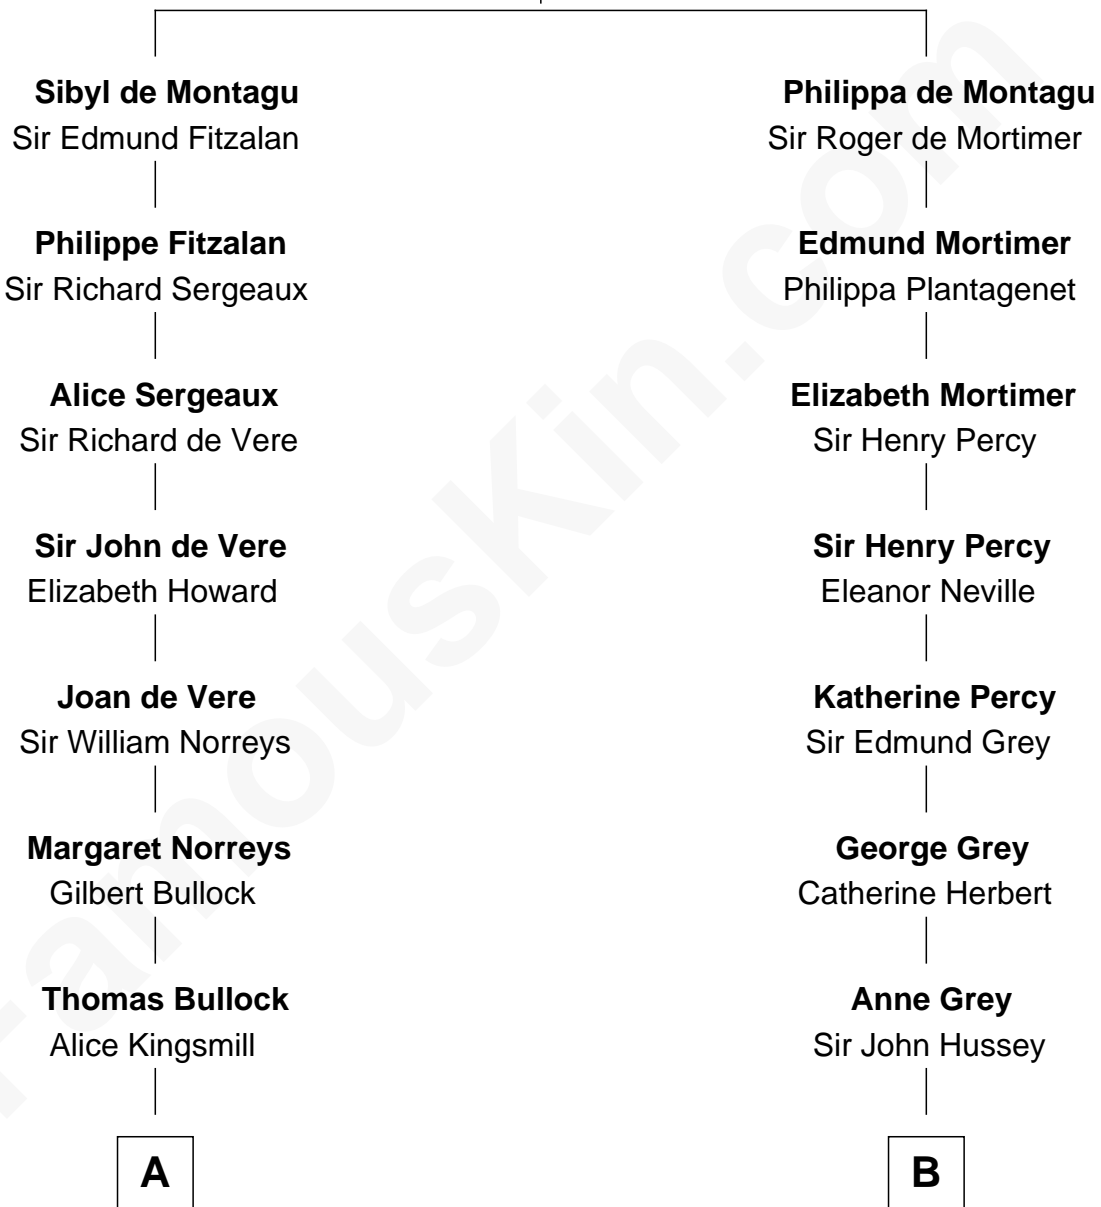 Sibyl de Montagu
Sir Edmund Fitzalan
Philippe Fitzalan
Sir Richard Sergeaux
Alice Sergeaux
Sir Richard de Vere
Sir John de Vere
Elizabeth Howard
Joan de Vere
Sir William Norreys
Margaret Norreys
Gilbert Bullock
Thomas Bullock
Alice Kingsmill
A
Philippa de Montagu
Sir Roger de Mortimer
Edmund Mortimer
Philippa Plantagenet
Elizabeth Mortimer
Sir Henry Percy
Sir Henry Percy
Eleanor Neville
Katherine Percy
Sir Edmund Grey
George Grey
Catherine Herbert
Anne Grey
Sir John Hussey
B
FamousKin.com